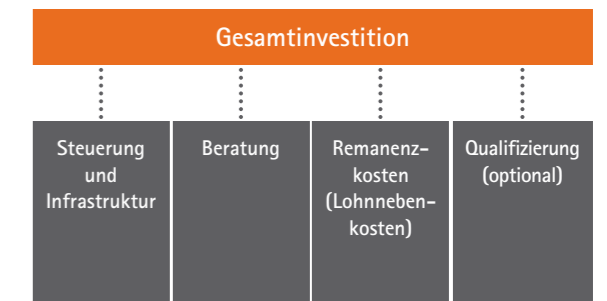 Gesamtinvestition
Steuerung
und
Infrastruktur
Beratung
Remanenz-
kosten
(Lohnneben-
kosten)
Qualifizierung
(optional)